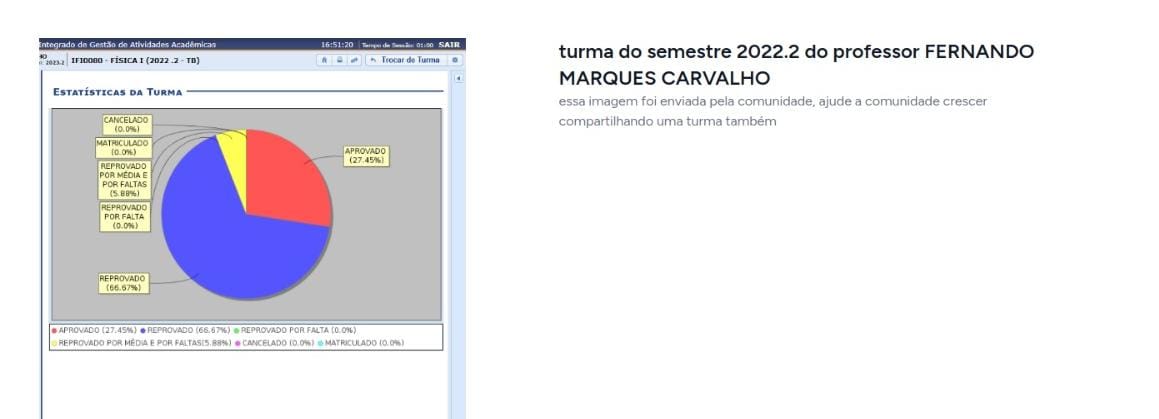 Integrado de Gestão de Atividades Acadêmicas
16:51:20 Tempo de Sessão: 01:00 SAIR
2023.2
IFI0080 - FÍSICA I (2022 .2 - TB)
Trocar de Turma
ESTATÍSTICAS DA TURMA
CANCELADO
(0.0%)
MATRICULADO
(0.0%)
REPROVADO
POR MÉDIA E
POR FALTAS
(5.88%)
REPROVADO
POR FALTA
(0.0%)
REPROVADO
(66.67%)
APROVADO
(27.45%)
APROVADO (27.45%) REPROVADO (66.67%) REPROVADO POR FALTA (0.0%)
REPROVADO POR MÉDIA E POR FALTAS(5.88%) CANCELADO (0.0%) MATRICULADO (0.0%)
turma do semestre 2022.2 do professor FERNANDO
MARQUES CARVALHO
essa imagem foi enviada pela comunidade, ajude a comunidade crescer
compartilhando uma turma também